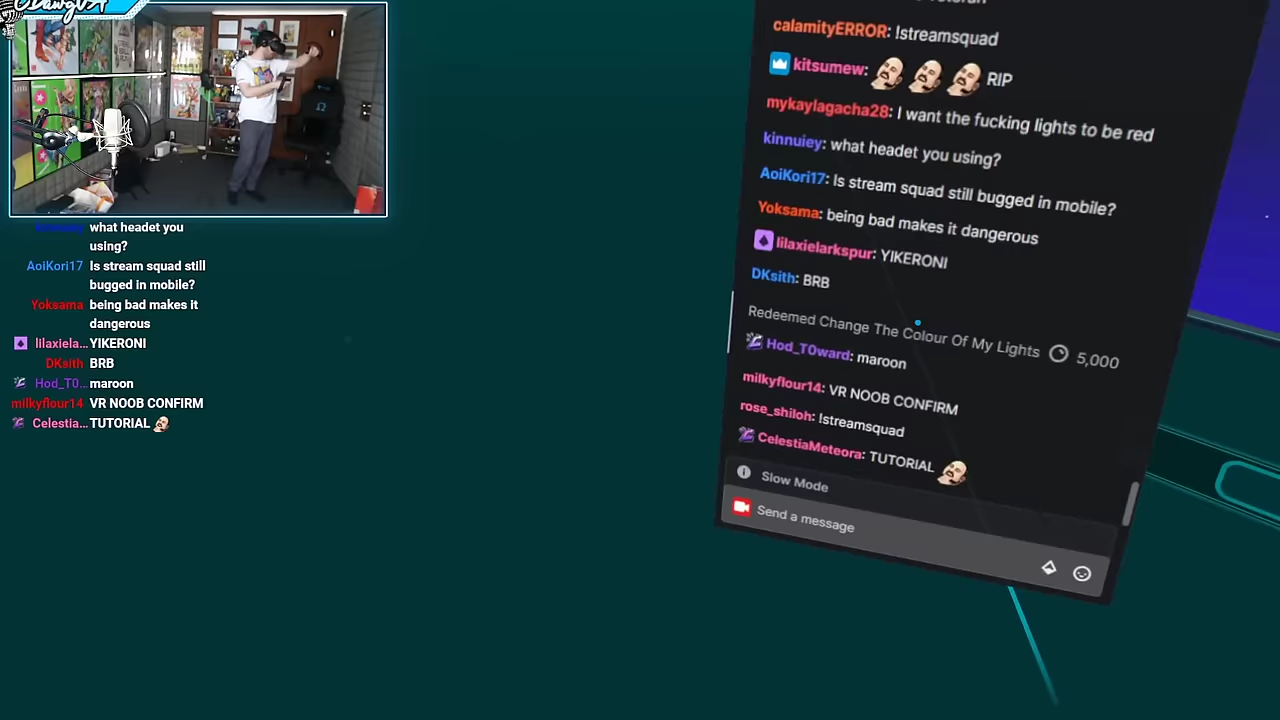 CDawgVA
what headet you
using?
AoiKori17 Is stream squad still
bugged in mobile?
Yoksama being bad makes it
dangerous
lilaxiela... YIKERONI
DKsith BRB
Hod_T0... maroon
milkyflour14 VR NOOB CONFIRM
Celestia... TUTORIAL
calamityERROR: !streamsquad
kitsumew: RIP
mykaylagacha28: I want the fucking lights to be red
kinnuiey: what headet you using?
AoiKori17: Is stream squad still bugged in mobile?
Yoksama: being bad makes it dangerous
lilaxielarkspur: YIKERONI
DKsith: BRB
Redeemed Change The Colour Of My Lights 5,000
Hod_T0ward: maroon
milkyflour14: VR NOOB CONFIRM
rose_shiloh: !streamsquad
CelestiaMeteora: TUTORIAL
Slow Mode
Send a message